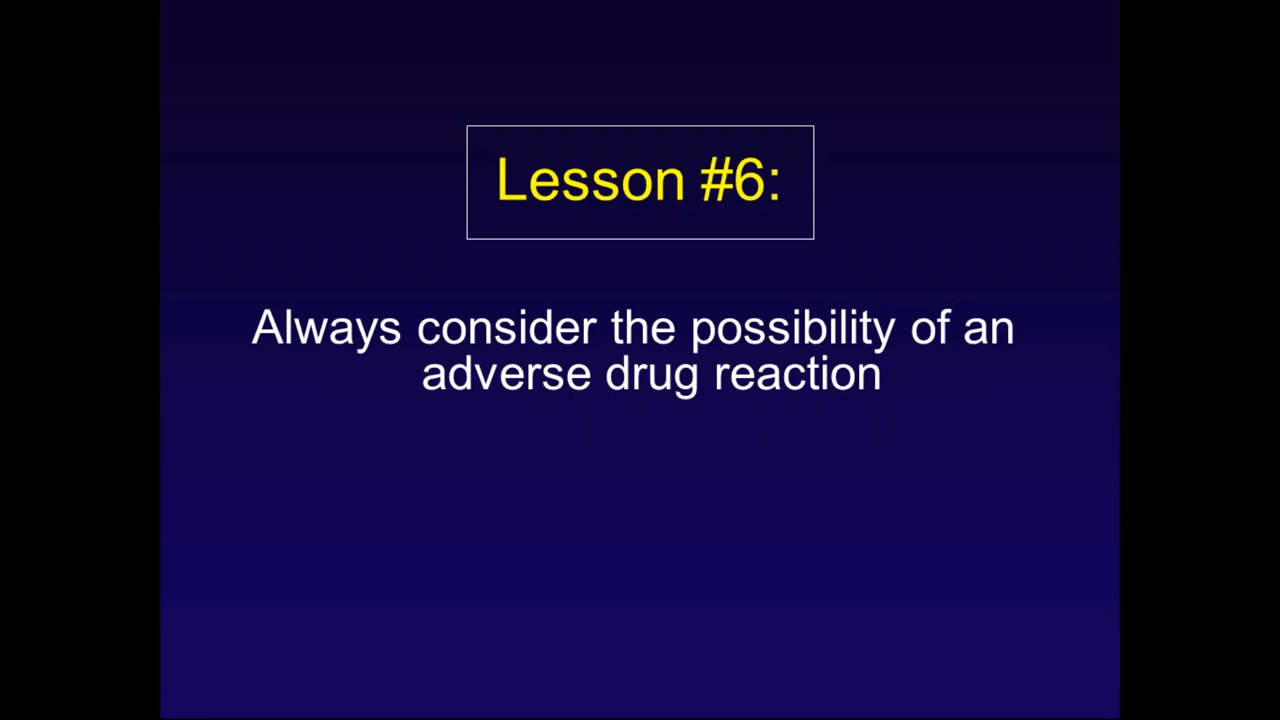 Lesson #6:
Always consider the possibility of an
adverse drug reaction